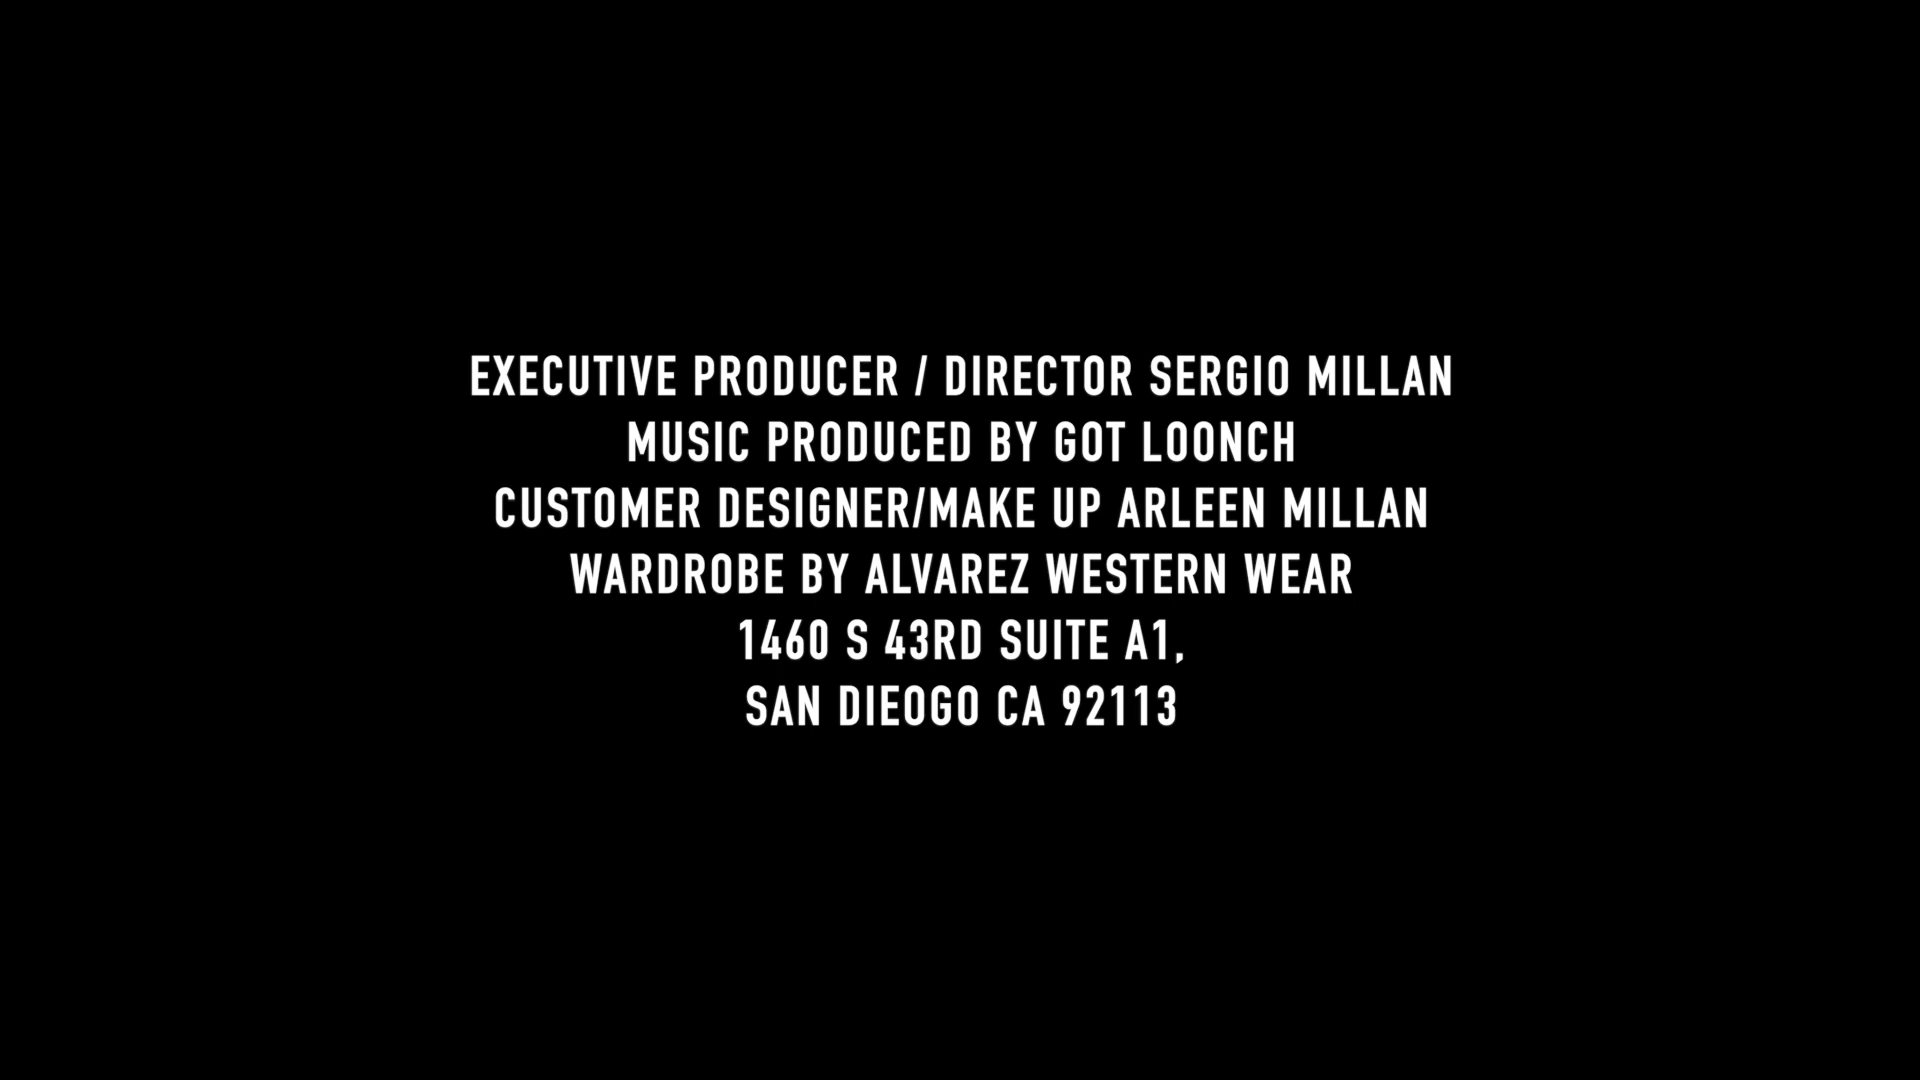 EXECUTIVE PRODUCER / DIRECTOR SERGIO MILLAN
MUSIC PRODUCED BY GOT LOONCH
CUSTOMER DESIGNER/MAKE UP ARLEEN MILLAN
WARDROBE BY ALVAREZ WESTERN WEAR
1460 S 43RD SUITE A1,
SAN DIEOGO CA 92113